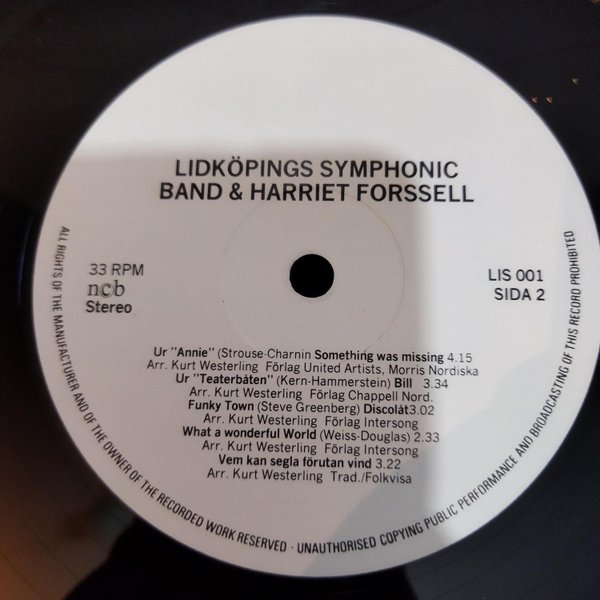 LIDKÖPINGS SYMPHONIC
BAND & HARRIET FORSSELL
33 RPM
ncb
Stereo
LIS 001
SIDA 2
Ur "Annie" (Strouse-Charnin Something was missing 4.15
Arr. Kurt Westerling Förlag United Artists, Morris Nordiska
Ur "Teaterbåten" (Kern-Hammerstein) Bill 3.34
Arr. Kurt Westerling Förlag Chappell Nord.
Funky Town (Steve Greenberg) Discolåt3.02
Arr. Kurt Westerling Förlag Intersong
What a wonderful World (Weiss-Douglas) 2.33
Arr. Kurt Westerling Förlag Intersong
Vem kan segla förutan vind 3.22
Arr. Kurt Westerling Trad./Folkvisa
ALL RIGHTS OF THE MANUFACTURER AND OF THE OWNER OF THE RECORDED WORK RESERVED · UNAUTHORISED COPYING PUBLIC PERFORMANCE AND BROADCASTING OF THIS RECORD PROHIBITED